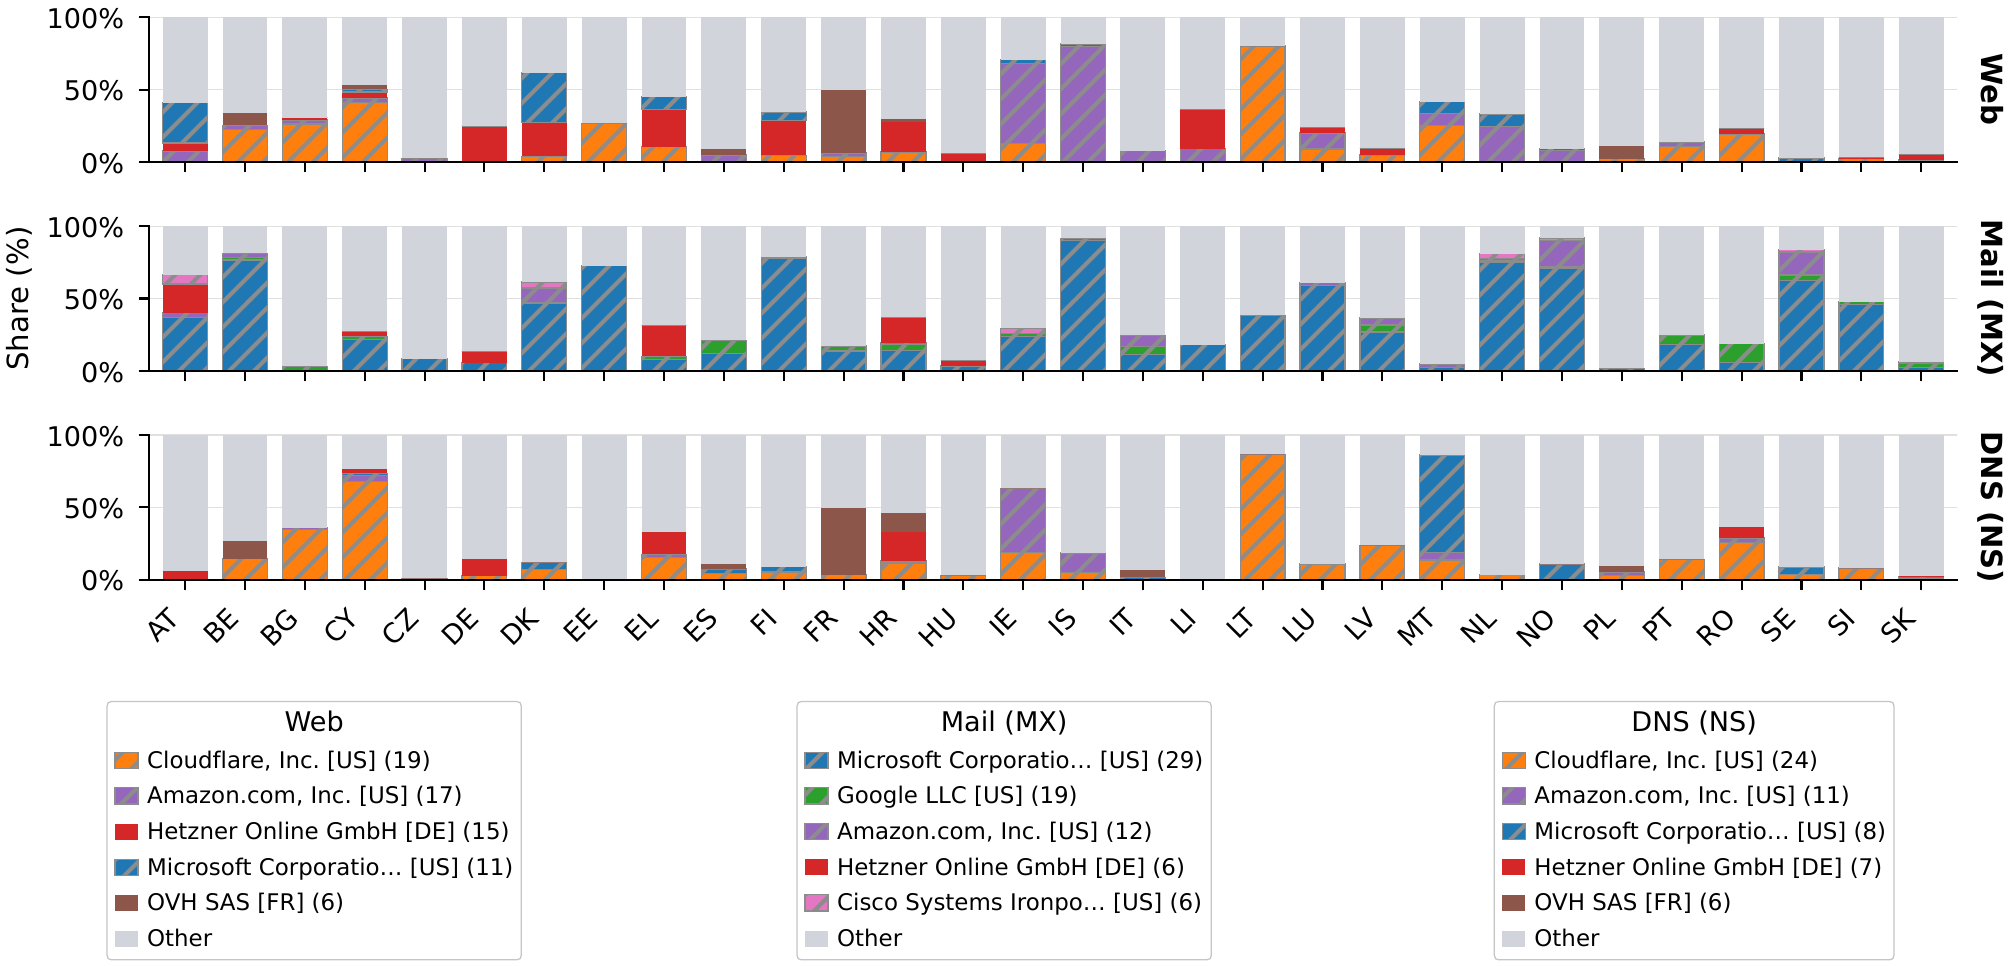 100%
50%
0%
Web
100%
50%
0%
Mail (MX)
Share (%)
100%
50%
0%
DNS (NS)
AT BE BG CY CZ DE DK EE EL ES FI FR HR HU IE IS IT LI LT LU LV MT NL NO PL PT RO SE SI SK
Web
Cloudflare, Inc. [US] (19)
Amazon.com, Inc. [US] (17)
Hetzner Online GmbH [DE] (15)
Microsoft Corporatio... [US] (11)
OVH SAS [FR] (6)
Other
Mail (MX)
Microsoft Corporatio... [US] (29)
Google LLC [US] (19)
Amazon.com, Inc. [US] (12)
Hetzner Online GmbH [DE] (6)
Cisco Systems Ironpo... [US] (6)
Other
DNS (NS)
Cloudflare, Inc. [US] (24)
Amazon.com, Inc. [US] (11)
Microsoft Corporatio... [US] (8)
Hetzner Online GmbH [DE] (7)
OVH SAS [FR] (6)
Other